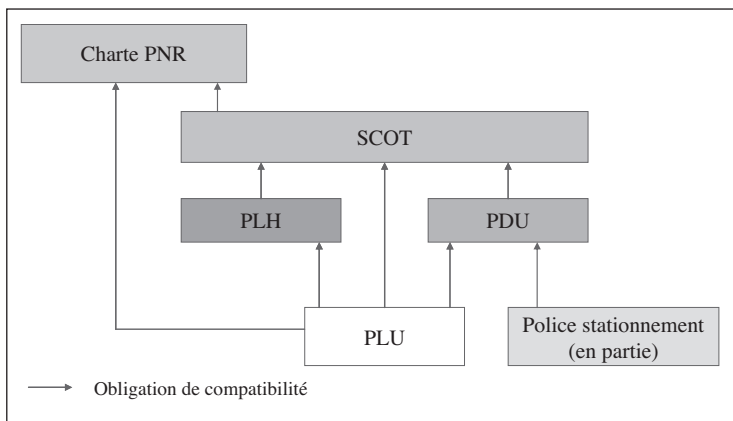 Charte PNR
SCOT
PLH
PDU
PLU
Police stationnement
(en partie)
Obligation de compatibilité